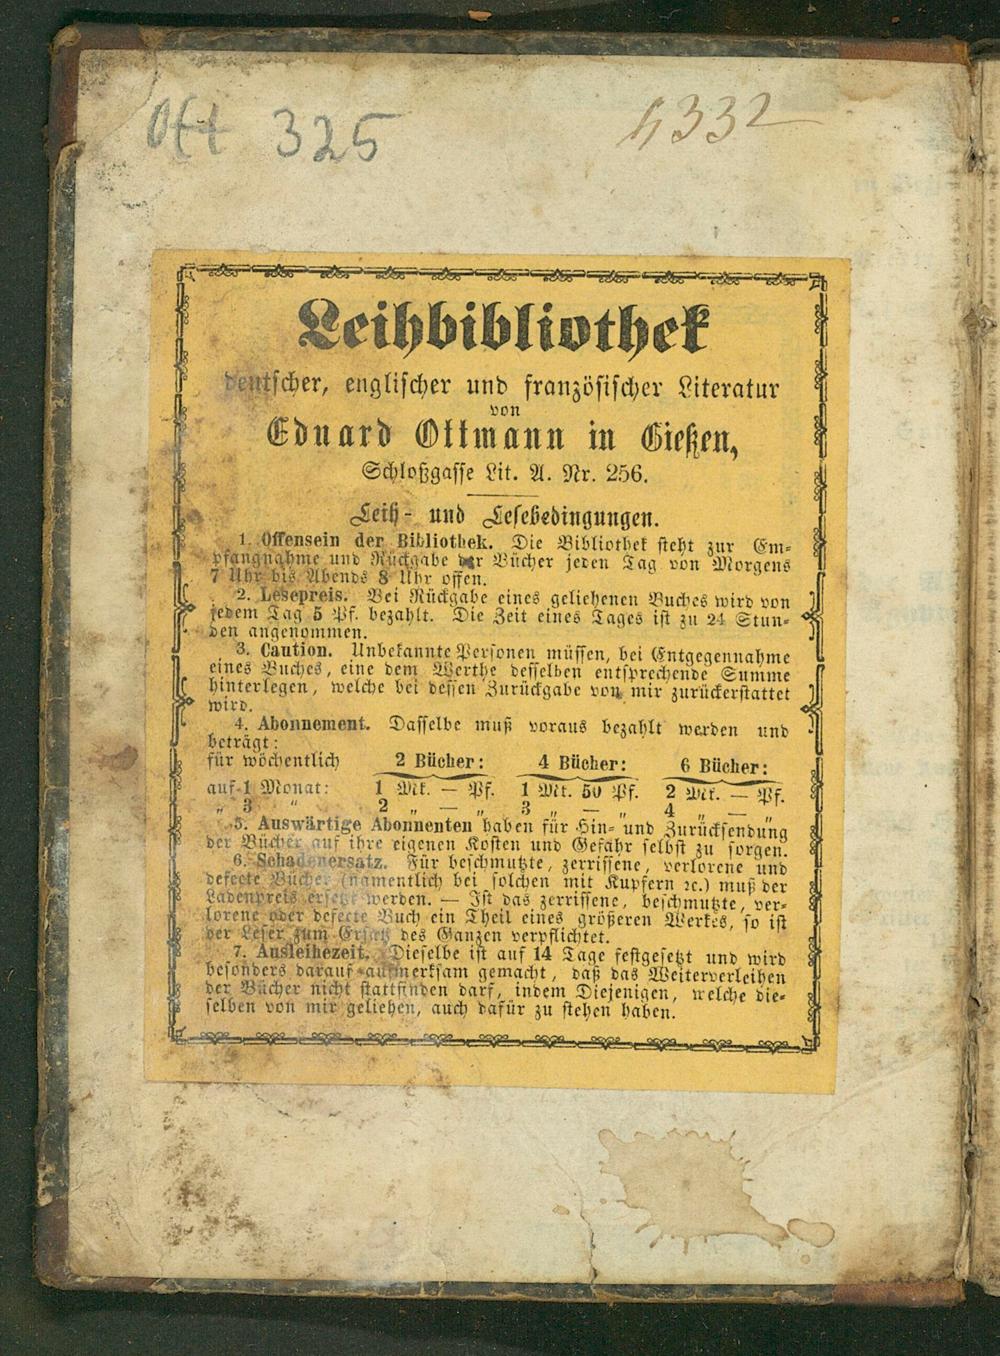 Ott 325
4332
Leihbibliothek
deutscher, englischer und französischer Literatur
von
Eduard Ottmann in Gießen,
Schloßgasse Lit. A. Nr. 256.
Leih- und Lesebedingungen.
1. Offensein der Bibliothek. Die Bibliothek steht zur Em-
pfangnahme und Rückgabe der Bücher jeden Tag von Morgens
7 Uhr bis Abends 8 Uhr offen.
2. Lesepreis. Bei Rückgabe eines geliehenen Buches wird von
jedem Tag 5 Pf. bezahlt. Die Zeit eines Tages ist zu 24 Stun-
den angenommen.
3. Caution. Unbekannte Personen müssen, bei Entgegennahme
eines Buches, eine dem Werthe desselben entsprechende Summe
hinterlegen, welche bei dessen Zurückgabe von mir zurückerstattet
wird.
4. Abonnement. Dasselbe muß voraus bezahlt werden und
beträgt:
für wöchentlich 2 Bücher: 4 Bücher: 6 Bücher:
auf 1 Monat: 1 Mk. — Pf. 1 Mk. 50 Pf. 2 Mk. — Pf.
„ 3 „ 2 „ — „ 3 „ — „ 4 „ — „
5. Auswärtige Abonnenten haben für Hin- und Zurücksendung
der Bücher auf ihre eigenen Kosten und Gefahr selbst zu sorgen.
6. Schadenersatz. Für beschmutzte, zerrissene, verlorene und
defecte Bücher (namentlich bei solchen mit Kupfern ꝛc.) muß der
Ladenpreis ersetzt werden. — Ist das zerrissene, beschmutzte, ver-
lorene oder defecte Buch ein Theil eines größeren Werkes, so ist
der Leser zum Ersatz des Ganzen verpflichtet.
7. Ausleihezeit. Dieselbe ist auf 14 Tage festgesetzt und wird
besonders darauf aufmerksam gemacht, daß das Weiterverleihen
der Bücher nicht stattfinden darf, indem Diejenigen, welche die-
selben von mir geliehen, auch dafür zu stehen haben.